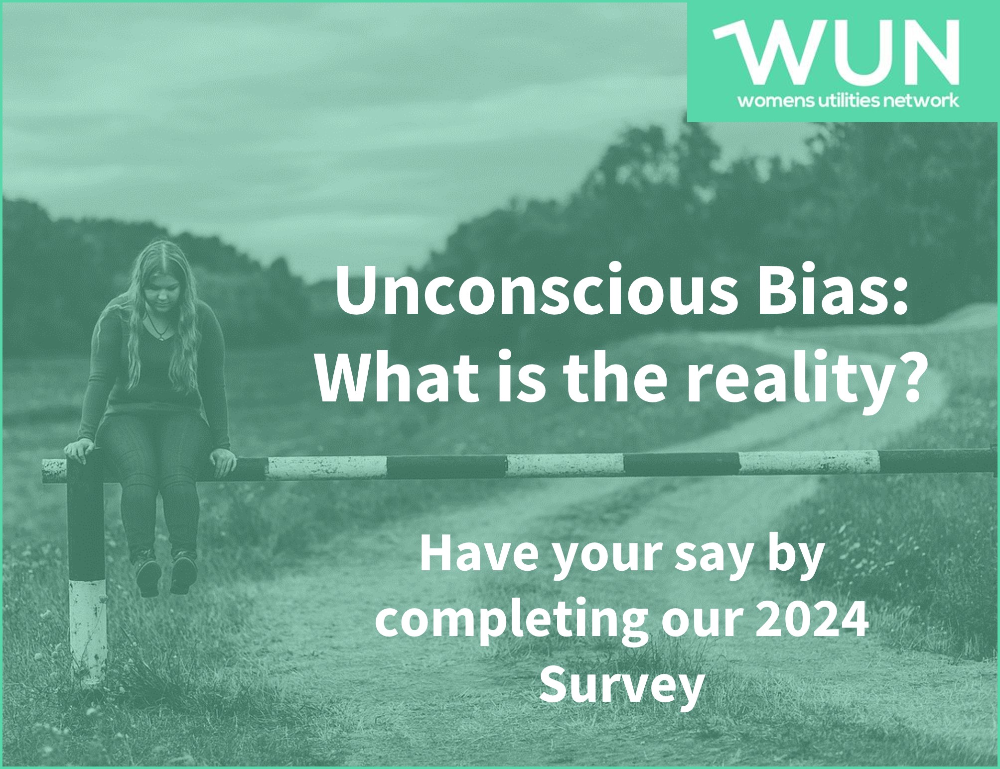 WUN
womens utilities network
Unconscious Bias:
What is the reality?
Have your say by
completing our 2024
Survey